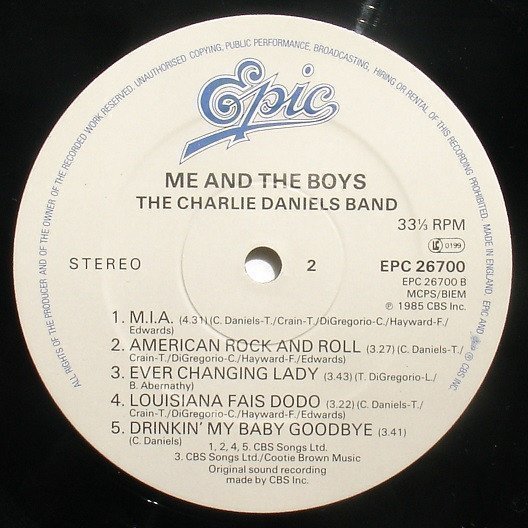 ALL RIGHTS OF THE PRODUCER AND OF THE OWNER OF THE RECORDED WORK RESERVED. UNAUTHORISED COPYING, PUBLIC PERFORMANCE, BROADCASTING, HIRING OR RENTAL OF THIS RECORDING PROHIBITED. MADE IN ENGLAND. EPIC AND
CBS INC.
Epic
ME AND THE BOYS
THE CHARLIE DANIELS BAND
33⅓ RPM
LC 0199
STEREO
2
EPC 26700
EPC 26700 B
MCPS/BIEM
℗ 1985 CBS Inc.
1. M.I.A. (4.31) (C. Daniels-T./Crain-T./DiGregorio-C./Hayward-F./
Edwards)
2. AMERICAN ROCK AND ROLL (3.27) (C. Daniels-T./
Crain-T./DiGregorio-C./Hayward-F./Edwards)
3. EVER CHANGING LADY (3.43) (T. DiGregorio-L./
B. Abernathy)
4. LOUISIANA FAIS DODO (3.22) (C. Daniels-T./
Crain-T./DiGregorio-C./Hayward-F./Edwards)
5. DRINKIN' MY BABY GOODBYE (3.41)
(C. Daniels)
1, 2, 4, 5. CBS Songs Ltd.
3. CBS Songs Ltd./Cootie Brown Music
Original sound recording
made by CBS Inc.